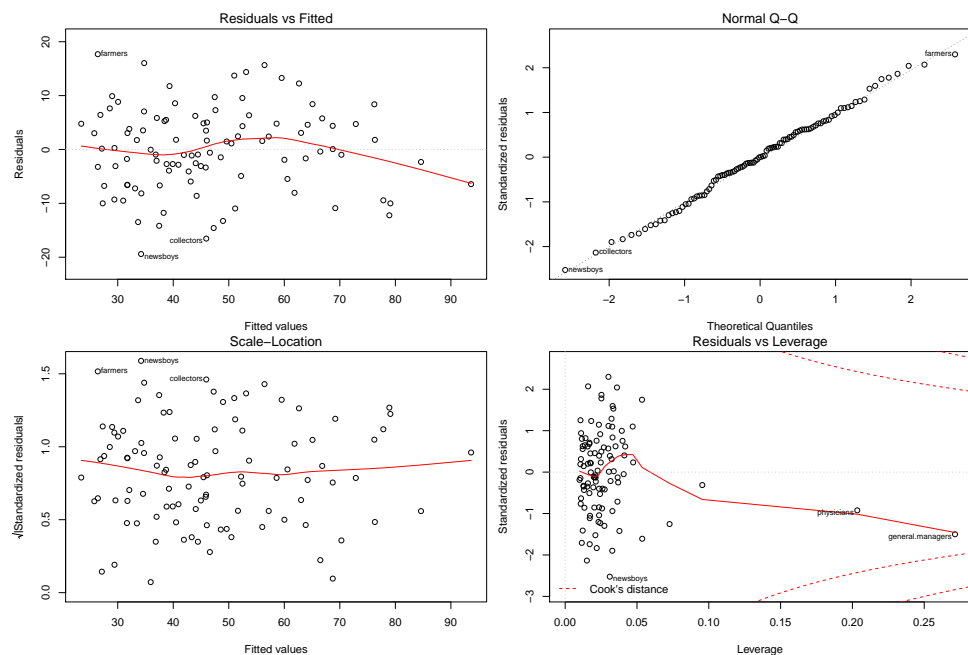 Residuals vs Fitted
Residuals
20
10
0
−10
−20
farmers
collectors
newsboys
30 40 50 60 70 80 90
Fitted values
Normal Q−Q
Standardized residuals
2
1
0
−1
−2
farmers
collectors
newsboys
−2 −1 0 1 2
Theoretical Quantiles
Scale−Location
√|Standardized residuals|
1.5
1.0
0.5
0.0
newsboys
farmers
collectors
30 40 50 60 70 80 90
Fitted values
Residuals vs Leverage
Standardized residuals
2
1
0
−1
−2
−3
physicians
general.managers
newsboys
Cook's distance
0.00 0.05 0.10 0.15 0.20 0.25
Leverage